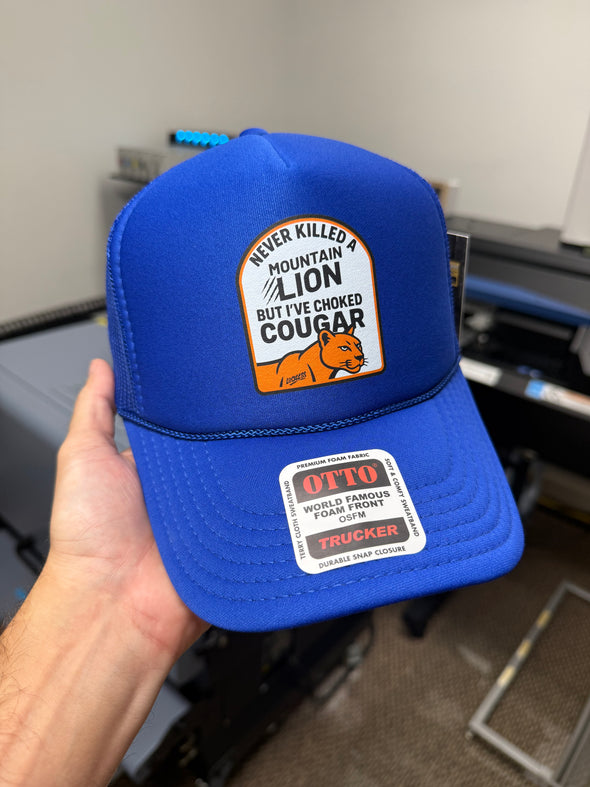 NEVER KILLED A
MOUNTAIN
LION
BUT I'VE CHOKED
COUGAR
PREMIUM FOAM FABRIC
TERRY CLOTH SWEATBAND
SOFT & COMFY SWEATBAND
OTTO®
WORLD FAMOUS
FOAM FRONT
OSFM
TRUCKER
DURABLE SNAP CLOSURE